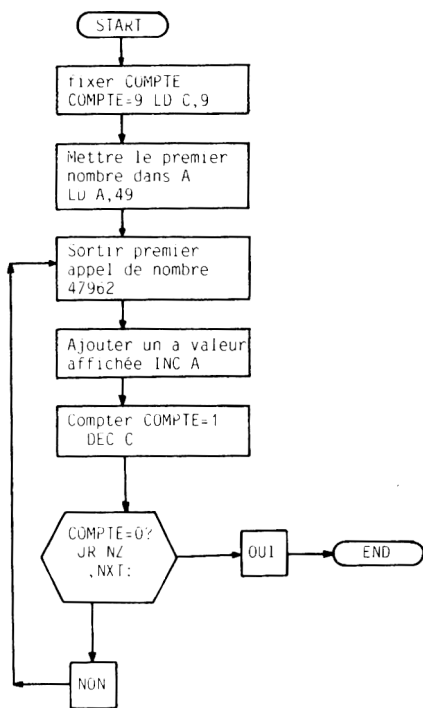 START
fixer COMPTE
COMPTE=9 LD C,9
Mettre le premier
nombre dans A
LD A,49
Sortir premier
appel de nombre
47962
Ajouter un a valeur
affichée INC A
Compter COMPTE=1
DEC C
COMPTE=0?
JR NZ
,NXT:
OUI
END
NON